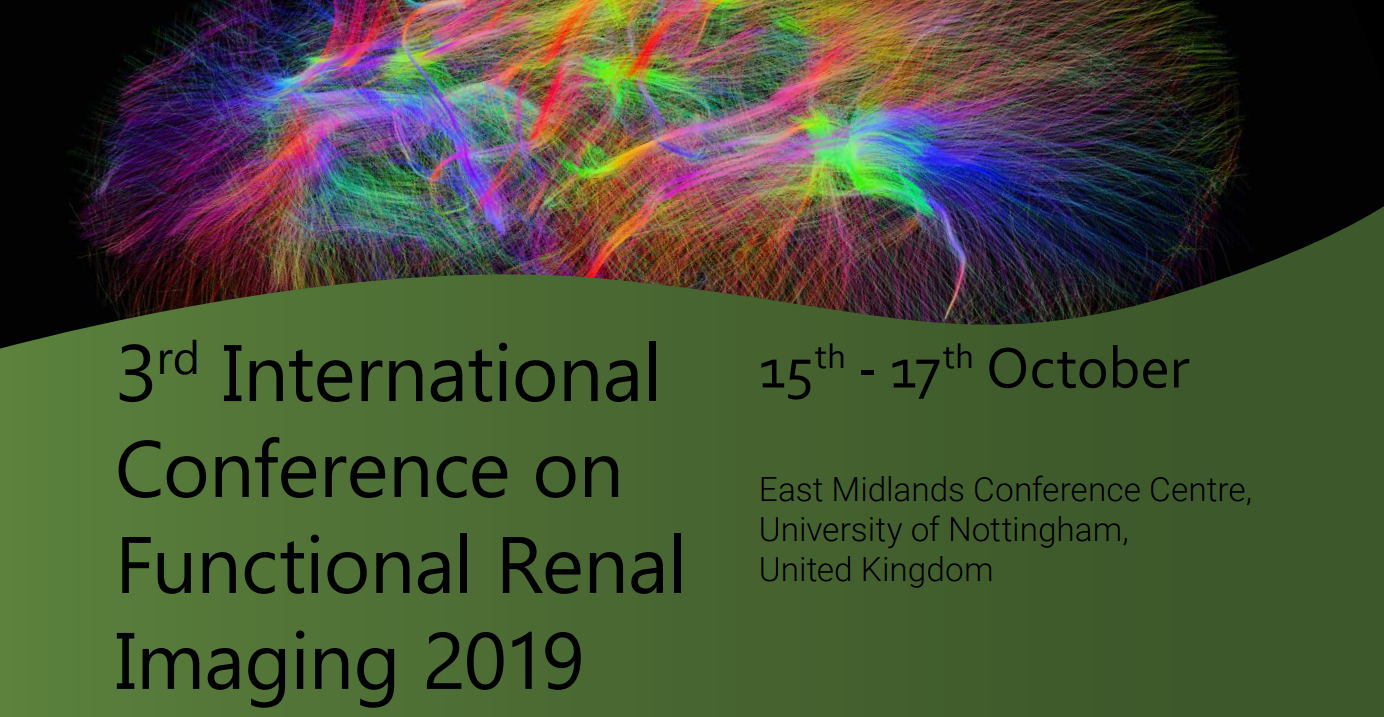 3rd International
Conference on
Functional Renal
Imaging 2019
15th - 17th October
East Midlands Conference Centre,
University of Nottingham,
United Kingdom